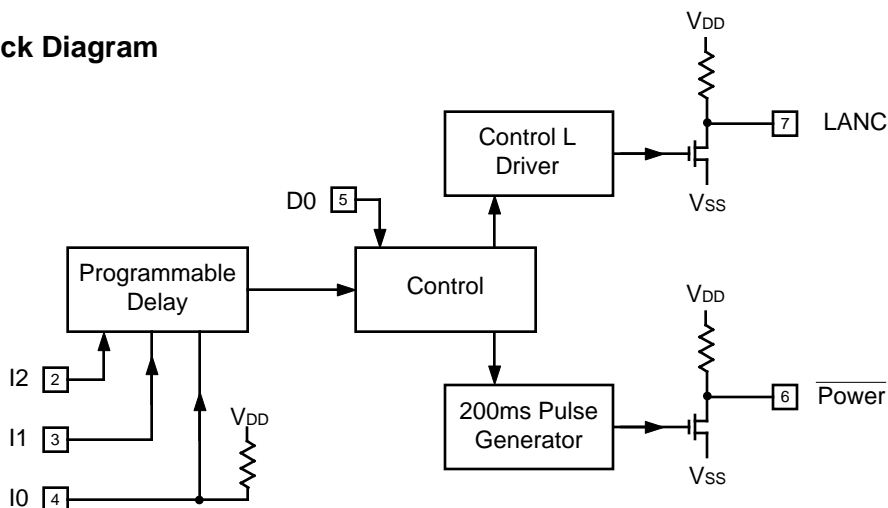 ck Diagram
VDD
7 LANC
Control L
Driver
VSS
D0 5
Programmable
Delay
Control
VDD
I2 2
6 Power
200ms Pulse
Generator
I1 3
VDD
VSS
I0 4